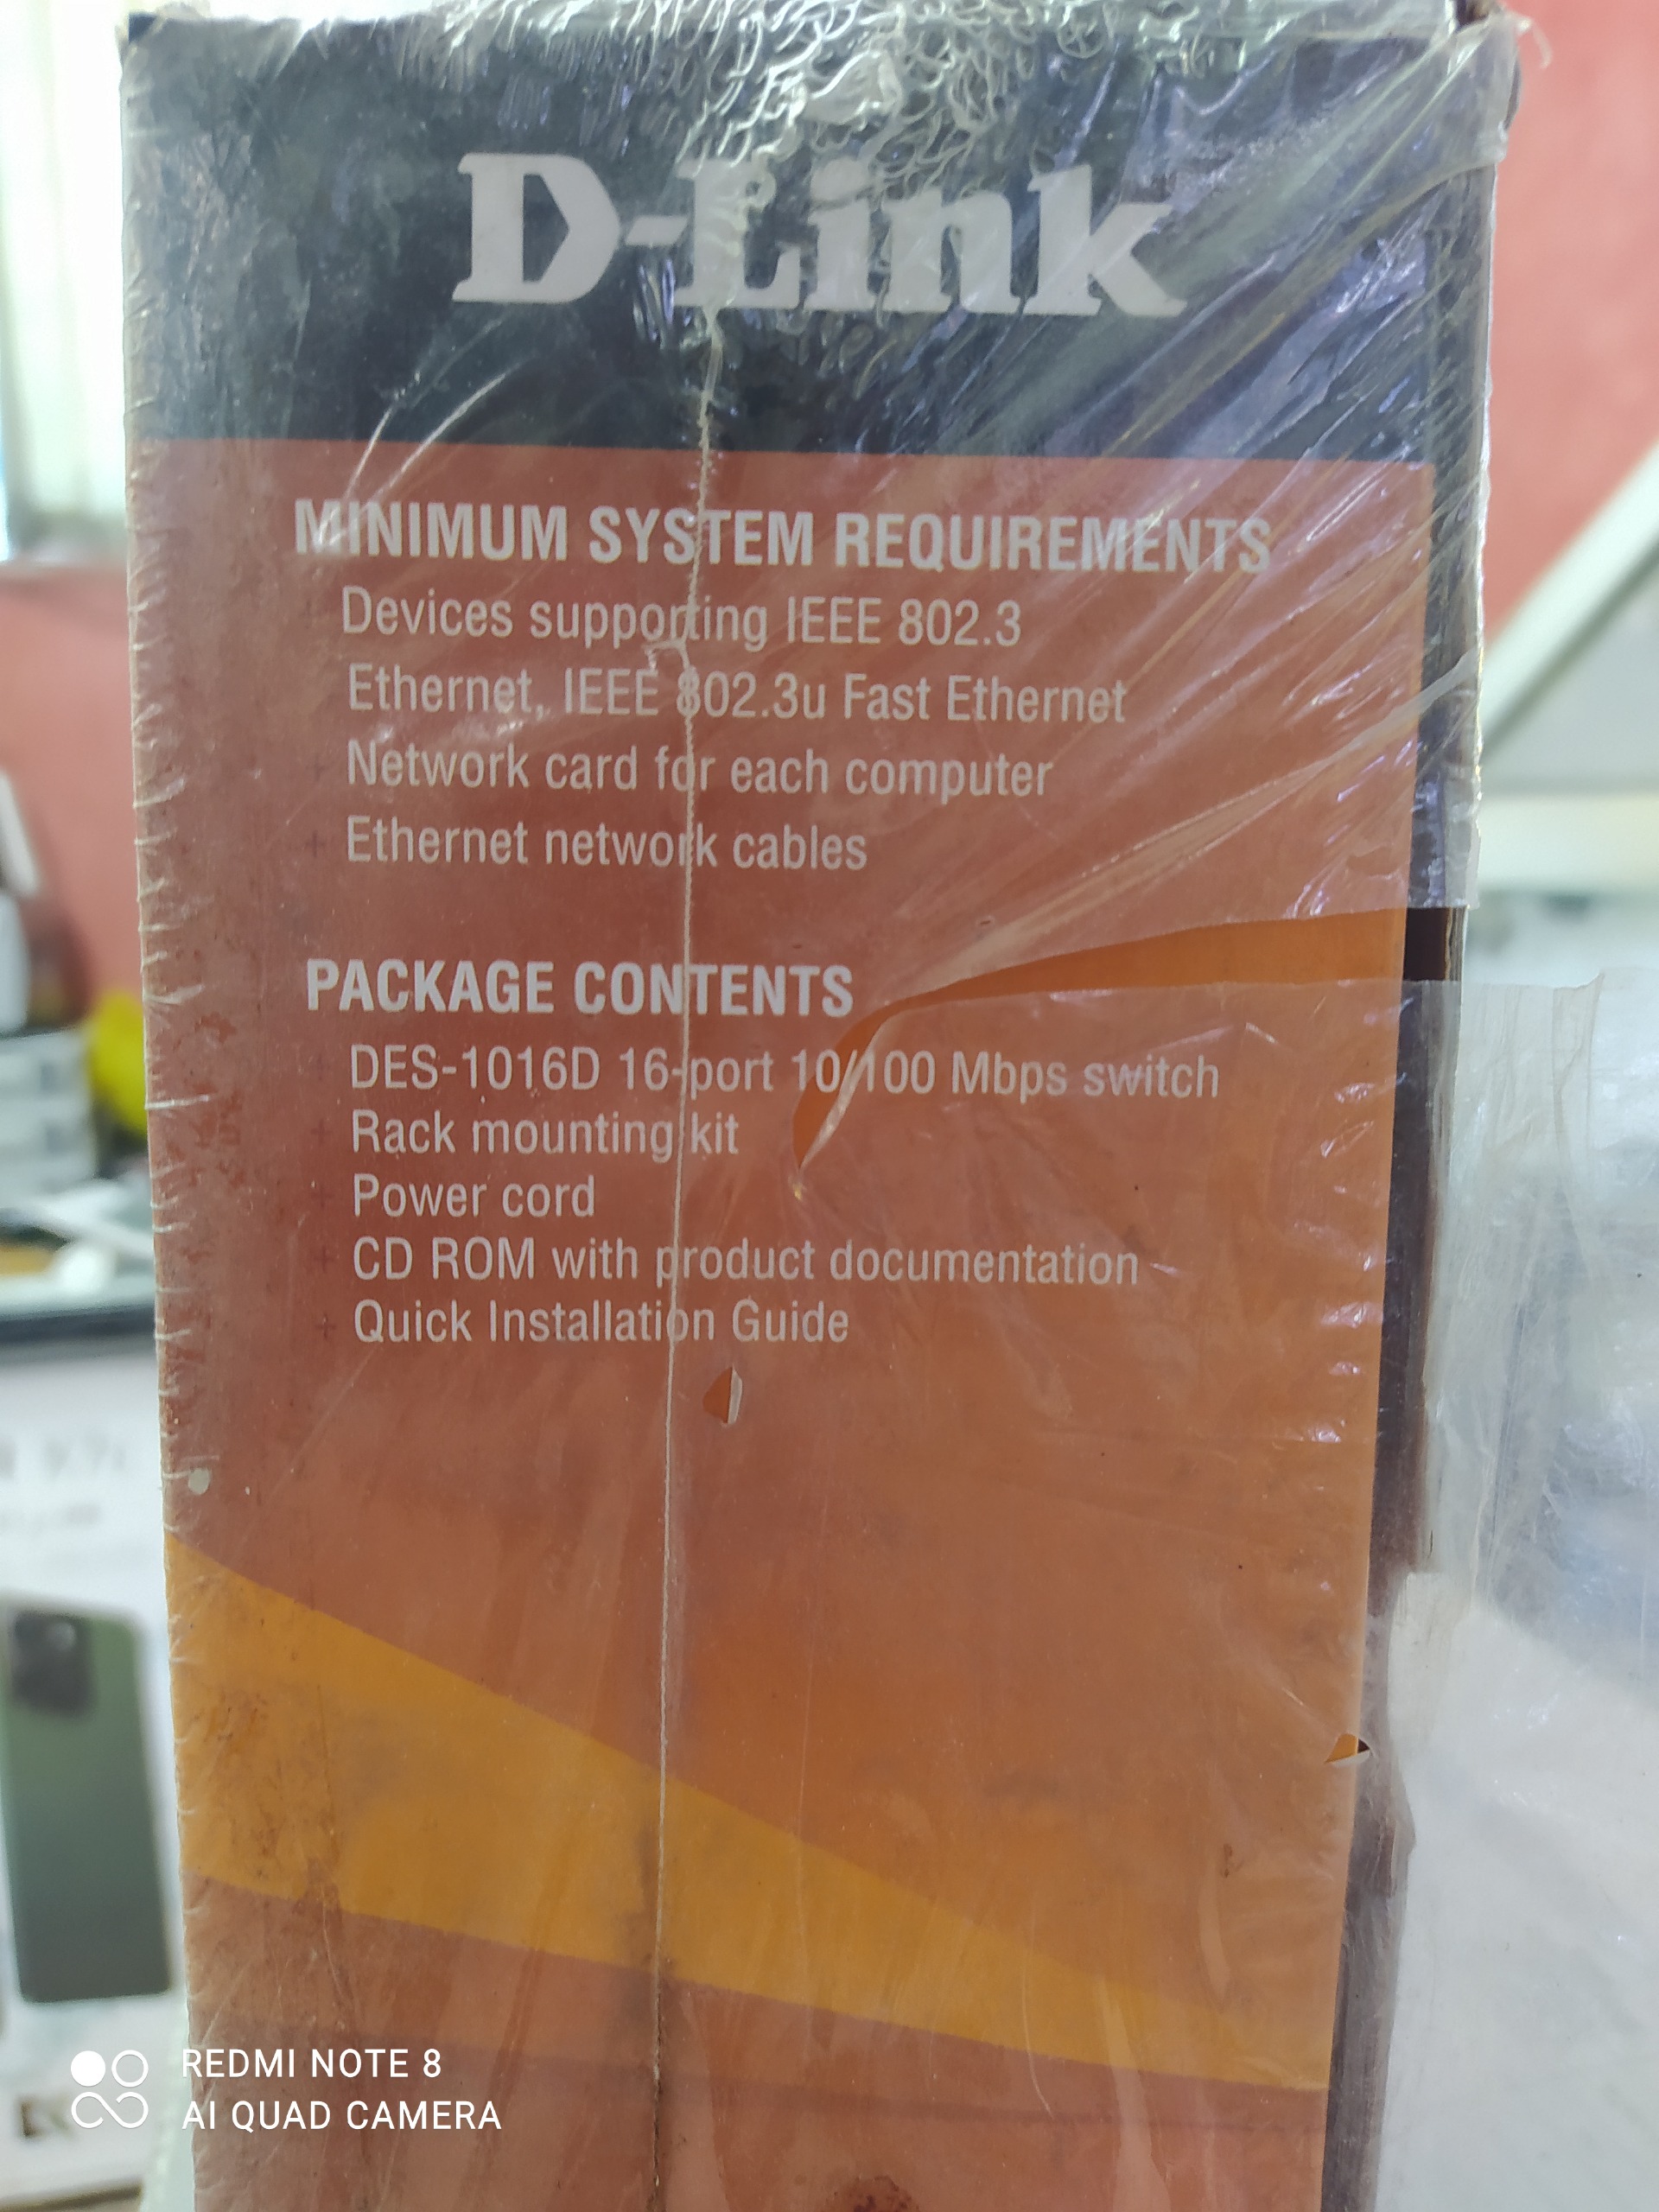 D-Link
MINIMUM SYSTEM REQUIREMENTS
Devices supporting IEEE 802.3
Ethernet, IEEE 802.3u Fast Ethernet
+ Network card for each computer
+ Ethernet network cables
PACKAGE CONTENTS
+ DES-1016D 16-port 10/100 Mbps switch
+ Rack mounting kit
+ Power cord
+ CD ROM with product documentation
+ Quick Installation Guide
REDMI NOTE 8
AI QUAD CAMERA